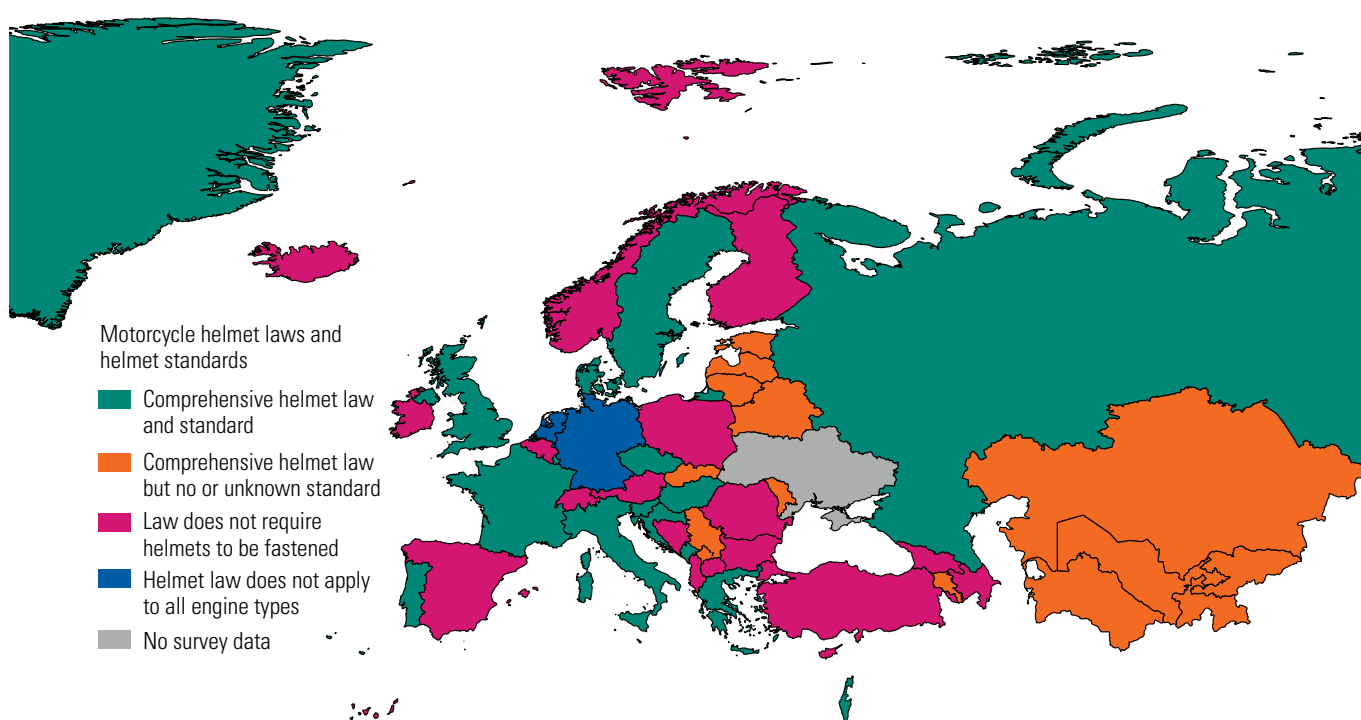 Motorcycle helmet laws and
helmet standards
Comprehensive helmet law
and standard
Comprehensive helmet law
but no or unknown standard
Law does not require
helmets to be fastened
Helmet law does not apply
to all engine types
No survey data